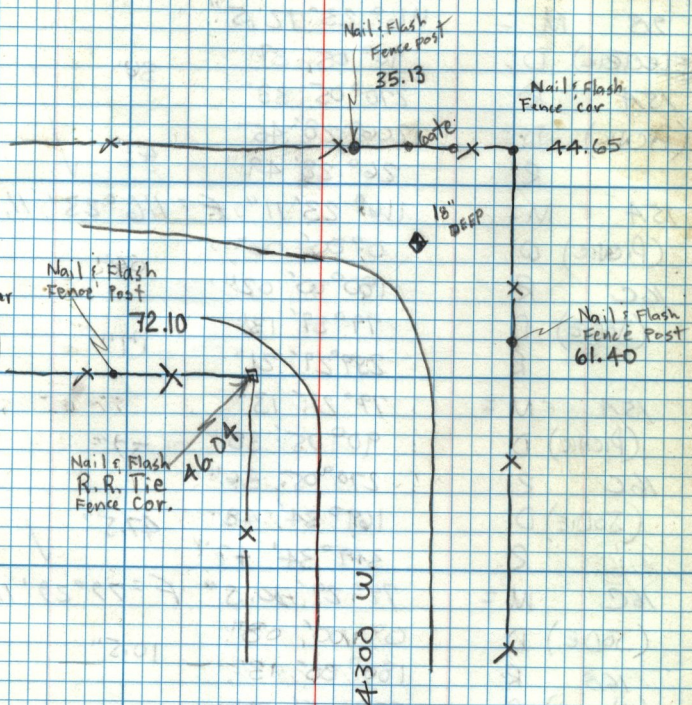 Nail & Flash
Fence Post
35.13
Nail & Flash
Fence cor
44.65
Gate
18"
DEEP
Nail & Flash
Fence Post
72.10
Nail & Flash
Fence Post
61.40
46.04
Nail & Flash
R.R. Tie
Fence Cor.
4300 W.